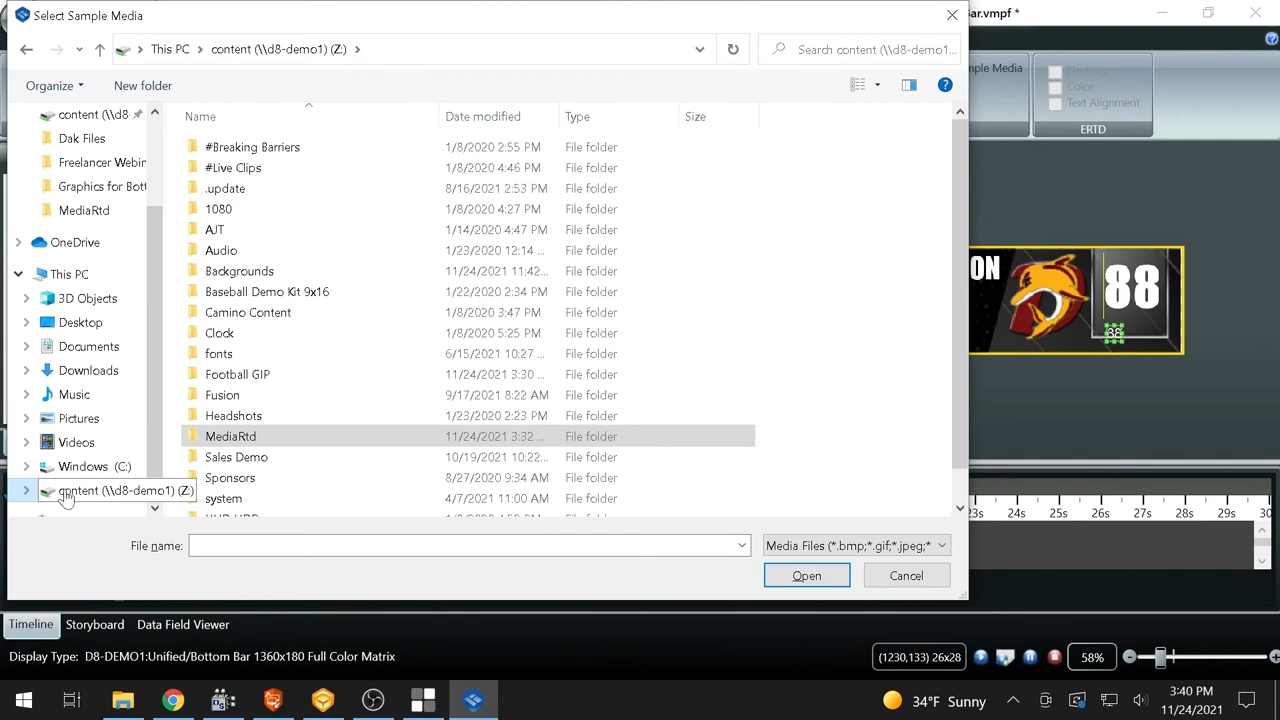 Select Sample Media
Bar.vmpf *
This PC
content (\\d8-demo1) (Z:)
Search content (\\d8-demo1...
Organize
New folder
Sample Media
Flashing
Color
Text Alignment
ERTD
content (\\d8-
Dak Files
Freelancer Webin
Graphics for Bott
MediaRtd
OneDrive
This PC
3D Objects
Desktop
Documents
Downloads
Music
Pictures
Videos
Windows (C:)
content (\\d8-demo1) (Z:)
Name Date modified Type Size
#Breaking Barriers 1/8/2020 2:55 PM File folder
#Live Clips 1/8/2020 4:46 PM File folder
.update 8/16/2021 2:53 PM File folder
1080 1/8/2020 4:27 PM File folder
AJT 1/14/2020 4:47 PM File folder
Audio 1/23/2020 12:14 ... File folder
Backgrounds 11/24/2021 11:42... File folder
Baseball Demo Kit 9x16 1/22/2020 2:34 PM File folder
Camino Content 1/8/2020 3:47 PM File folder
Clock 1/8/2020 5:25 PM File folder
fonts 6/15/2021 10:27 ... File folder
Football GIP 11/24/2021 3:30 ... File folder
Fusion 9/17/2021 8:22 AM File folder
Headshots 1/23/2020 2:23 PM File folder
MediaRtd 11/24/2021 3:32 ... File folder
Sales Demo 10/19/2021 10:22... File folder
Sponsors 8/27/2020 9:34 AM File folder
system 4/7/2021 11:00 AM File folder
ON
88
88
File name:
Media Files (*.bmp;*.gif;*.jpeg;*
Open
Cancel
23s 24s 25s 26s 27s 28s 29s 30
Timeline Storyboard Data Field Viewer
Display Type: D8-DEMO1:Unified/Bottom Bar 1360x180 Full Color Matrix
(1230,133) 26x28
58%
34°F Sunny
3:40 PM
11/24/2021